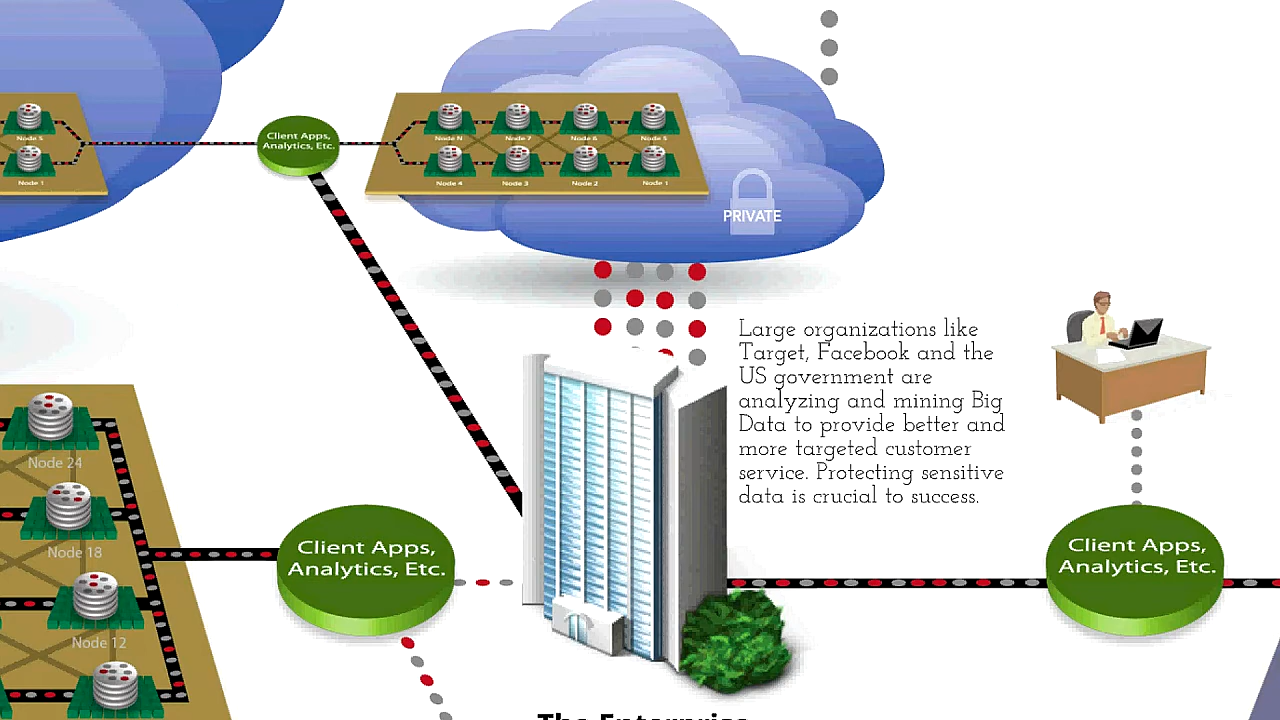 Client Apps,
Analytics, Etc.
Node 5
Node 1
Node N
Node 7
Node 6
Node 5
Node 4
Node 3
Node 2
Node 1
PRIVATE
Large organizations like
Target, Facebook and the
US government are
analyzing and mining Big
Data to provide better and
more targeted customer
service. Protecting sensitive
data is crucial to success.
Node 24
Node 18
Node 12
Client Apps,
Analytics, Etc.
Client Apps,
Analytics, Etc.
The Enterprise